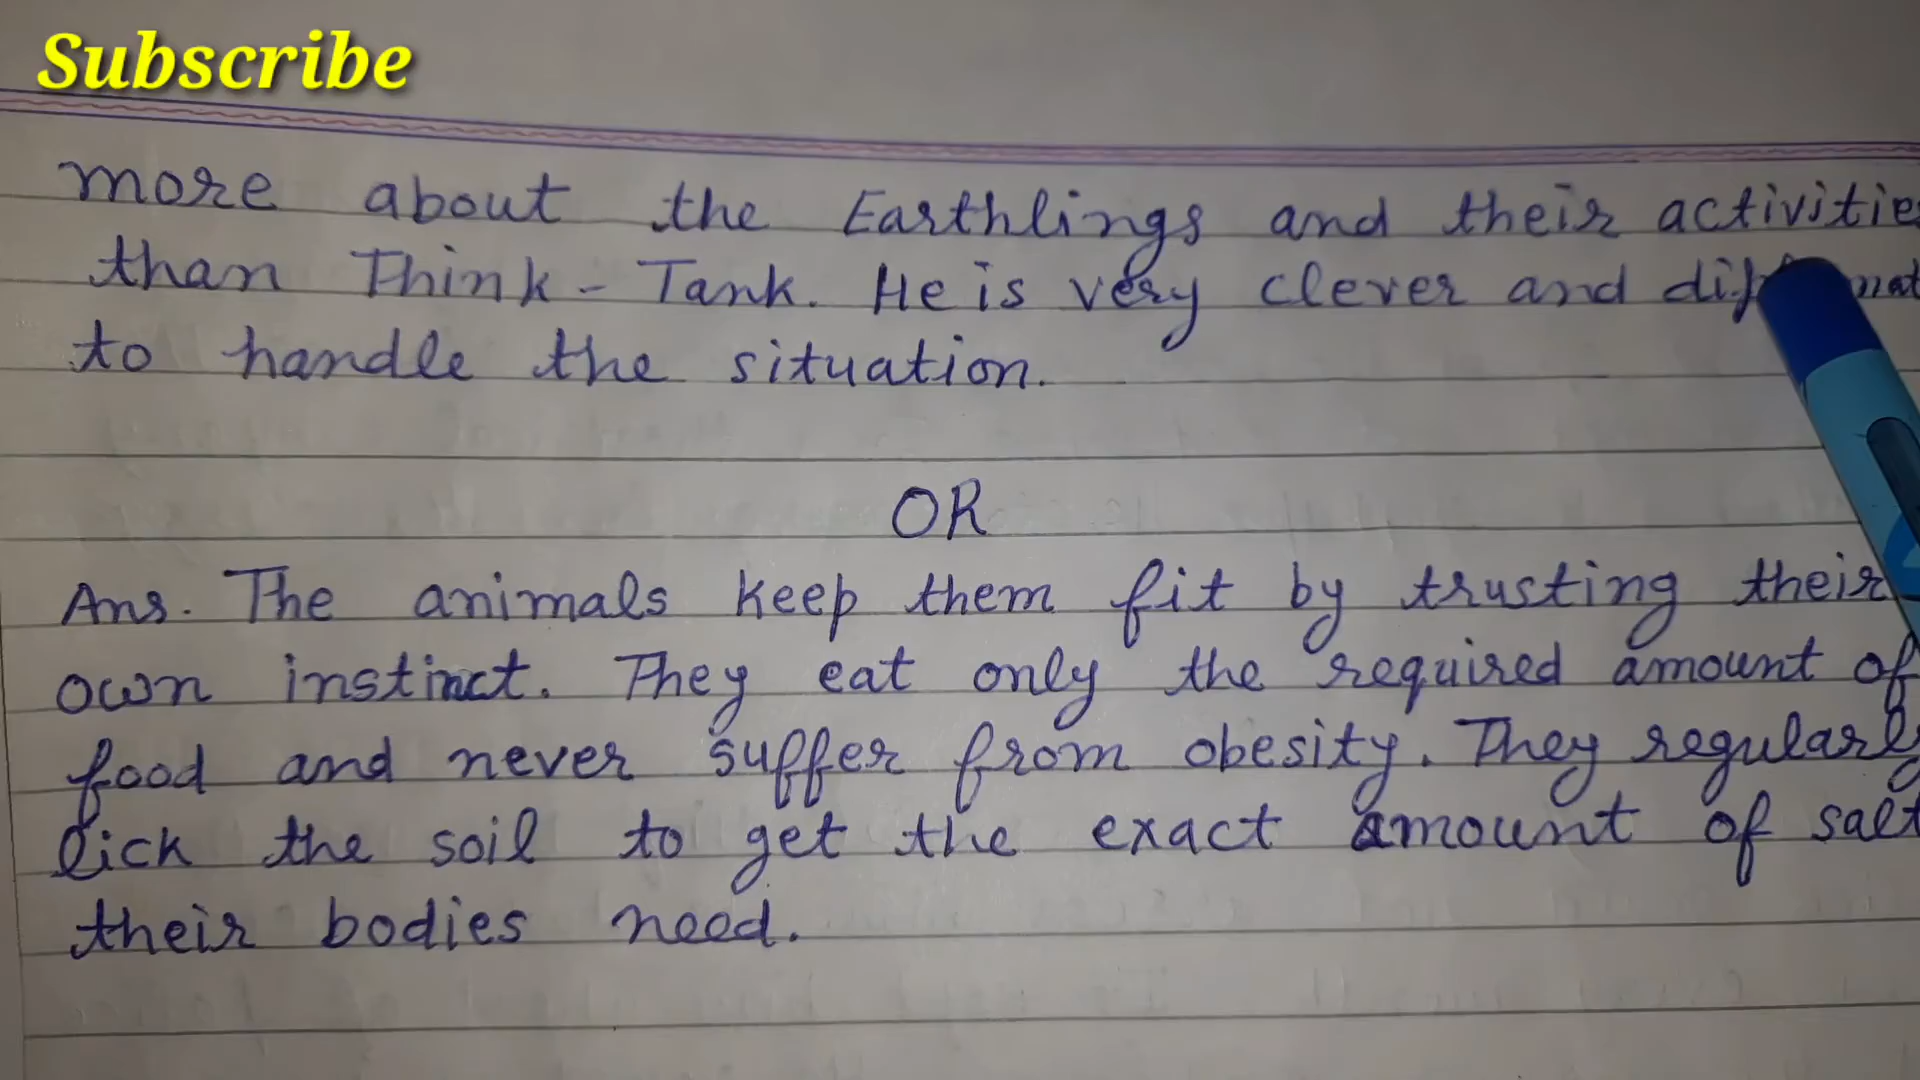 Subscribe
more about the Earthlings and their activitie
than Think-Tank. He is very clever and
to handle the situation.
OR
Ans. The animals keep them fit by trusting their
own instinct. They eat only the required amount of
food and never suffer from obesity. They regularly
lick the soil to get the exact amount of salt
their bodies need.